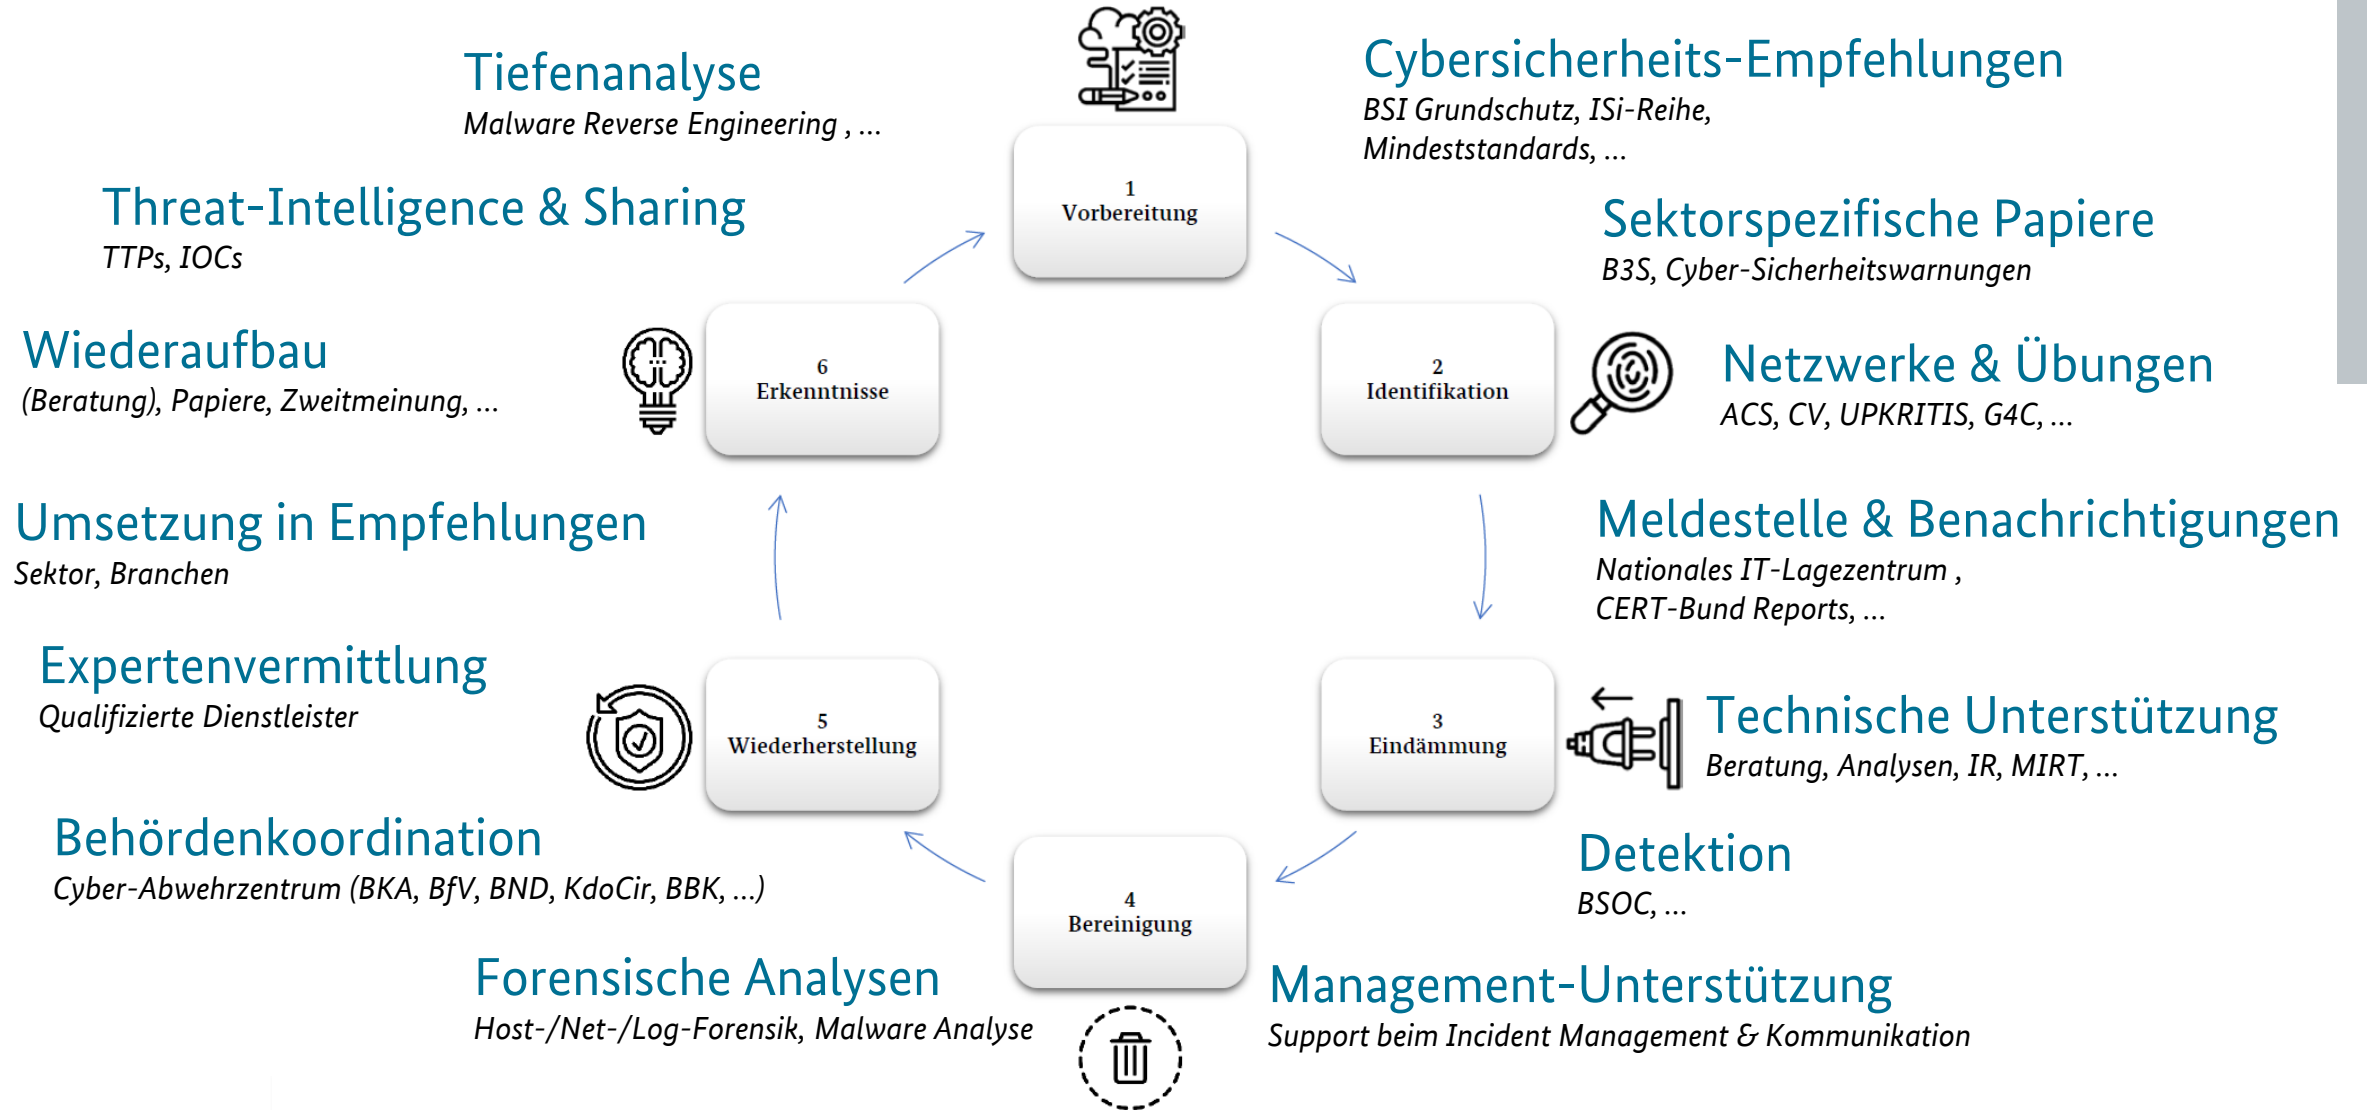 Tiefenanalyse
Malware Reverse Engineering , ...
Cybersicherheits-Empfehlungen
BSI Grundschutz, ISi-Reihe,
Mindeststandards, ...
1
Vorbereitung
Threat-Intelligence & Sharing
TTPs, IOCs
Sektorspezifische Papiere
B3S, Cyber-Sicherheitswarnungen
Wiederaufbau
(Beratung), Papiere, Zweitmeinung, ...
6
Erkenntnisse
2
Identifikation
Netzwerke & Übungen
ACS, CV, UPKRITIS, G4C, ...
Umsetzung in Empfehlungen
Sektor, Branchen
Meldestelle & Benachrichtigungen
Nationales IT-Lagezentrum ,
CERT-Bund Reports, ...
Expertenvermittlung
Qualifizierte Dienstleister
5
Wiederherstellung
3
Eindämmung
Technische Unterstützung
Beratung, Analysen, IR, MIRT, ...
Behördenkoordination
Cyber-Abwehrzentrum (BKA, BfV, BND, KdoCir, BBK, ...)
Detektion
BSOC, ...
4
Bereinigung
Forensische Analysen
Host-/Net-/Log-Forensik, Malware Analyse
Management-Unterstützung
Support beim Incident Management & Kommunikation